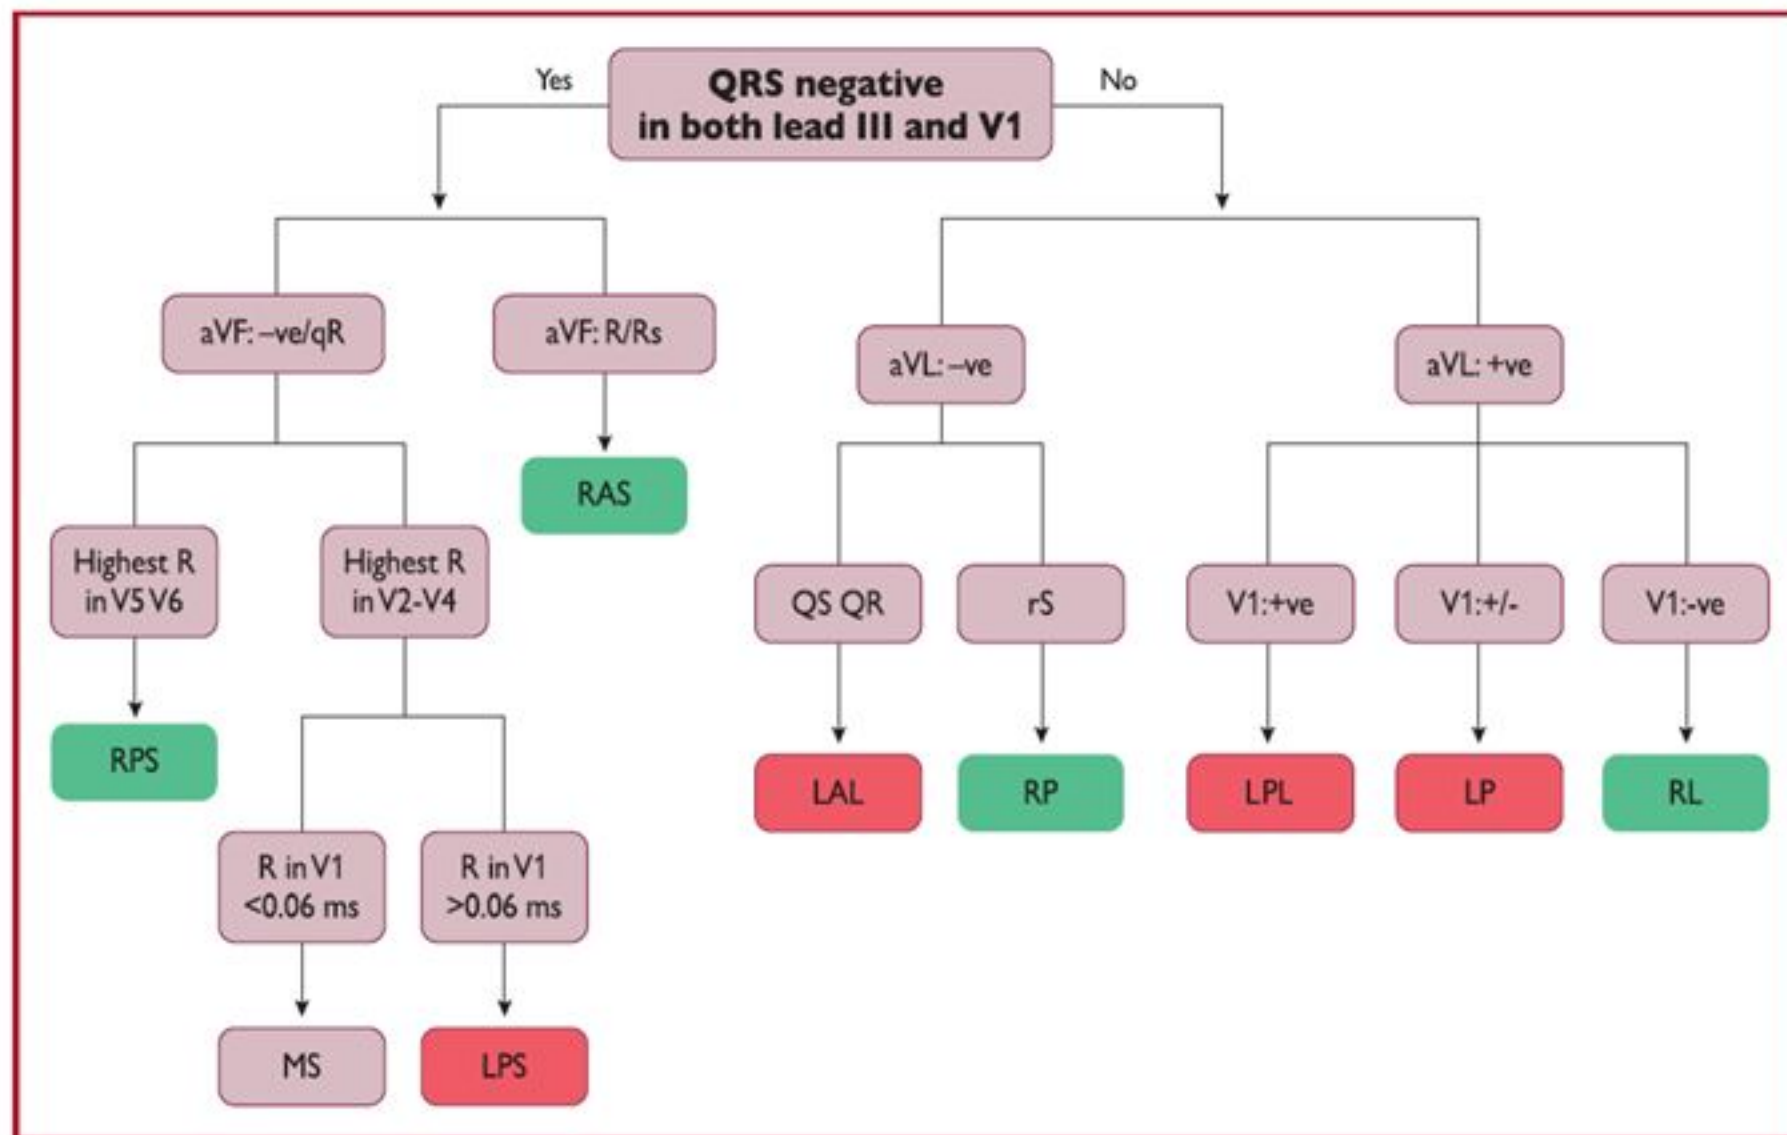 Yes
QRS negative
in both lead III and V1
No
aVF: –ve/qR
aVF: R/Rs
aVL: –ve
aVL: +ve
RAS
Highest R
in V5 V6
Highest R
in V2-V4
QS QR
rS
V1:+ve
V1:+/-
V1:-ve
RPS
LAL
RP
LPL
LP
RL
R in V1
<0.06 ms
R in V1
>0.06 ms
MS
LPS